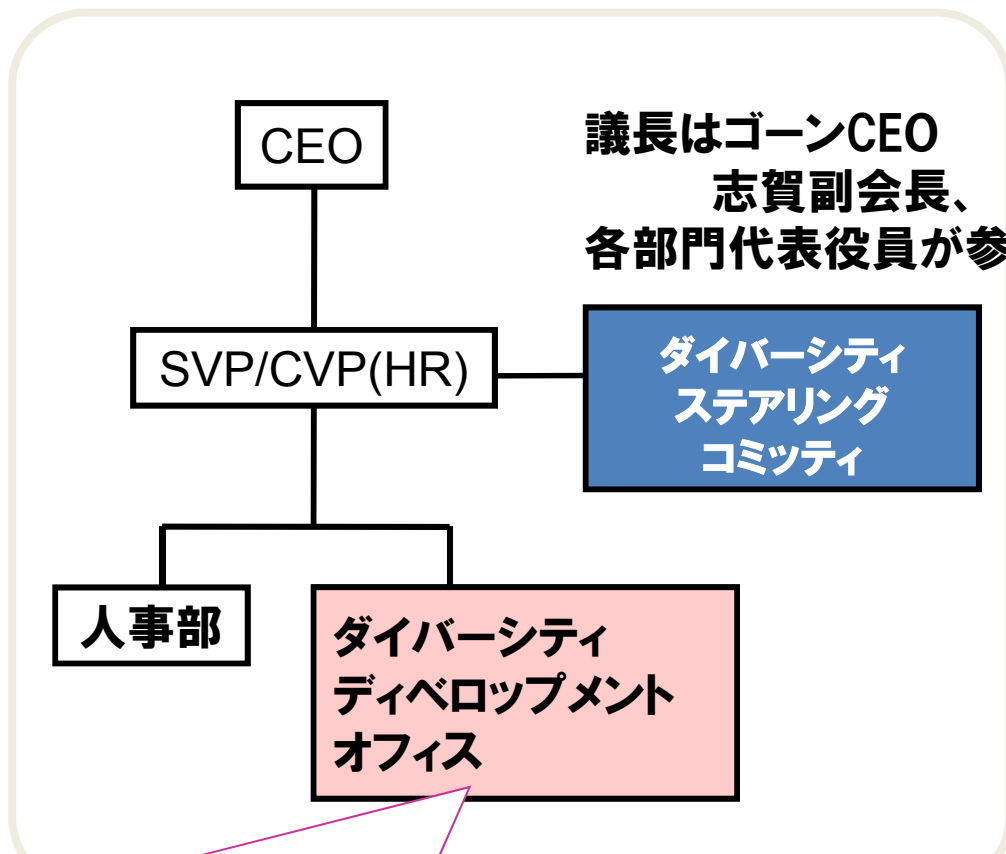 CEO
議長はゴーンCEO
志賀副会長、
各部門代表役員が参
SVP/CVP(HR)
ダイバーシティ
ステアリング
コミッティ
人事部
ダイバーシティ
ディベロップメント
オフィス